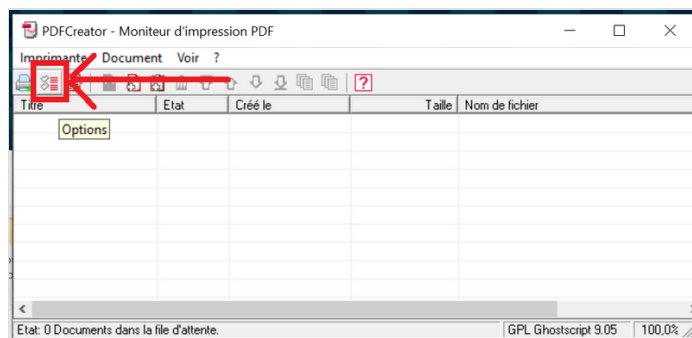 PDFCreator - Moniteur d'impression PDF
Imprimante Document Voir ?
Titre Etat Créé le Taille Nom de fichier
Options
Etat: 0 Documents dans la file d'attente. GPL Ghostscript 9.05 100,0%